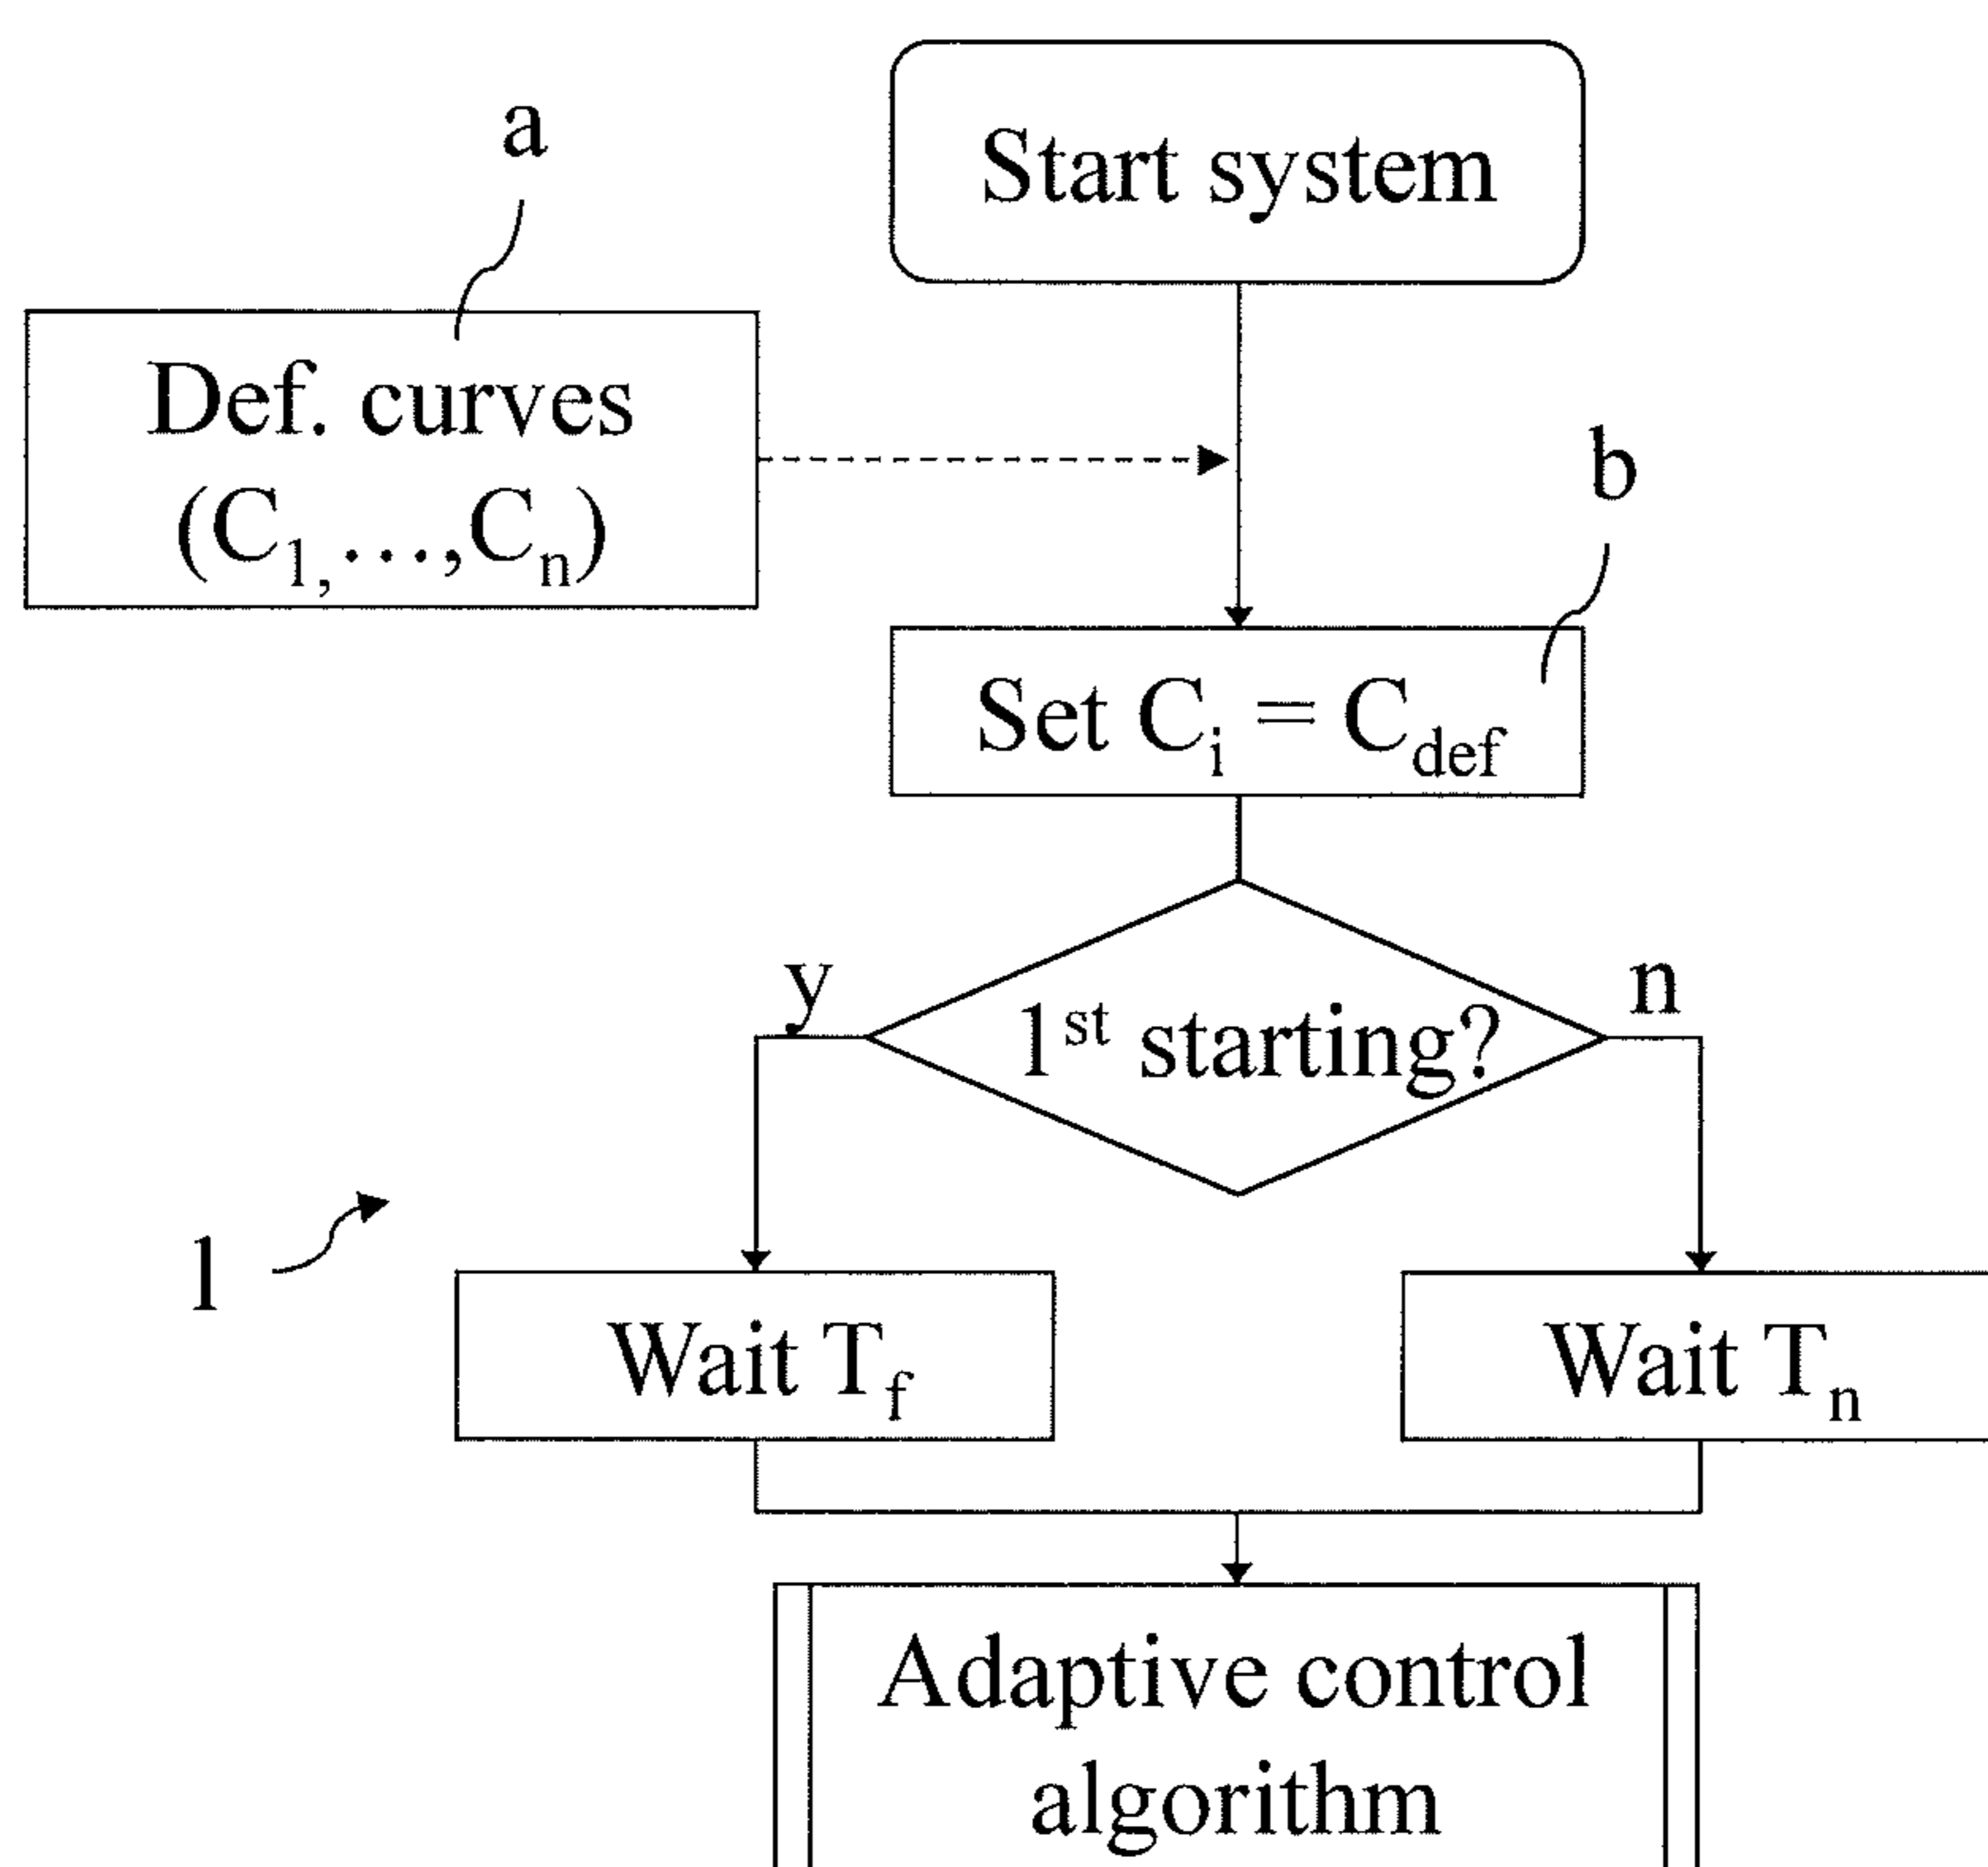 Start system
a
Def. curves
(C1,...,Cn)
b
Set Ci = Cdef
y
n
1st starting?
1
Wait Tf
Wait Tn
Adaptive control
algorithm